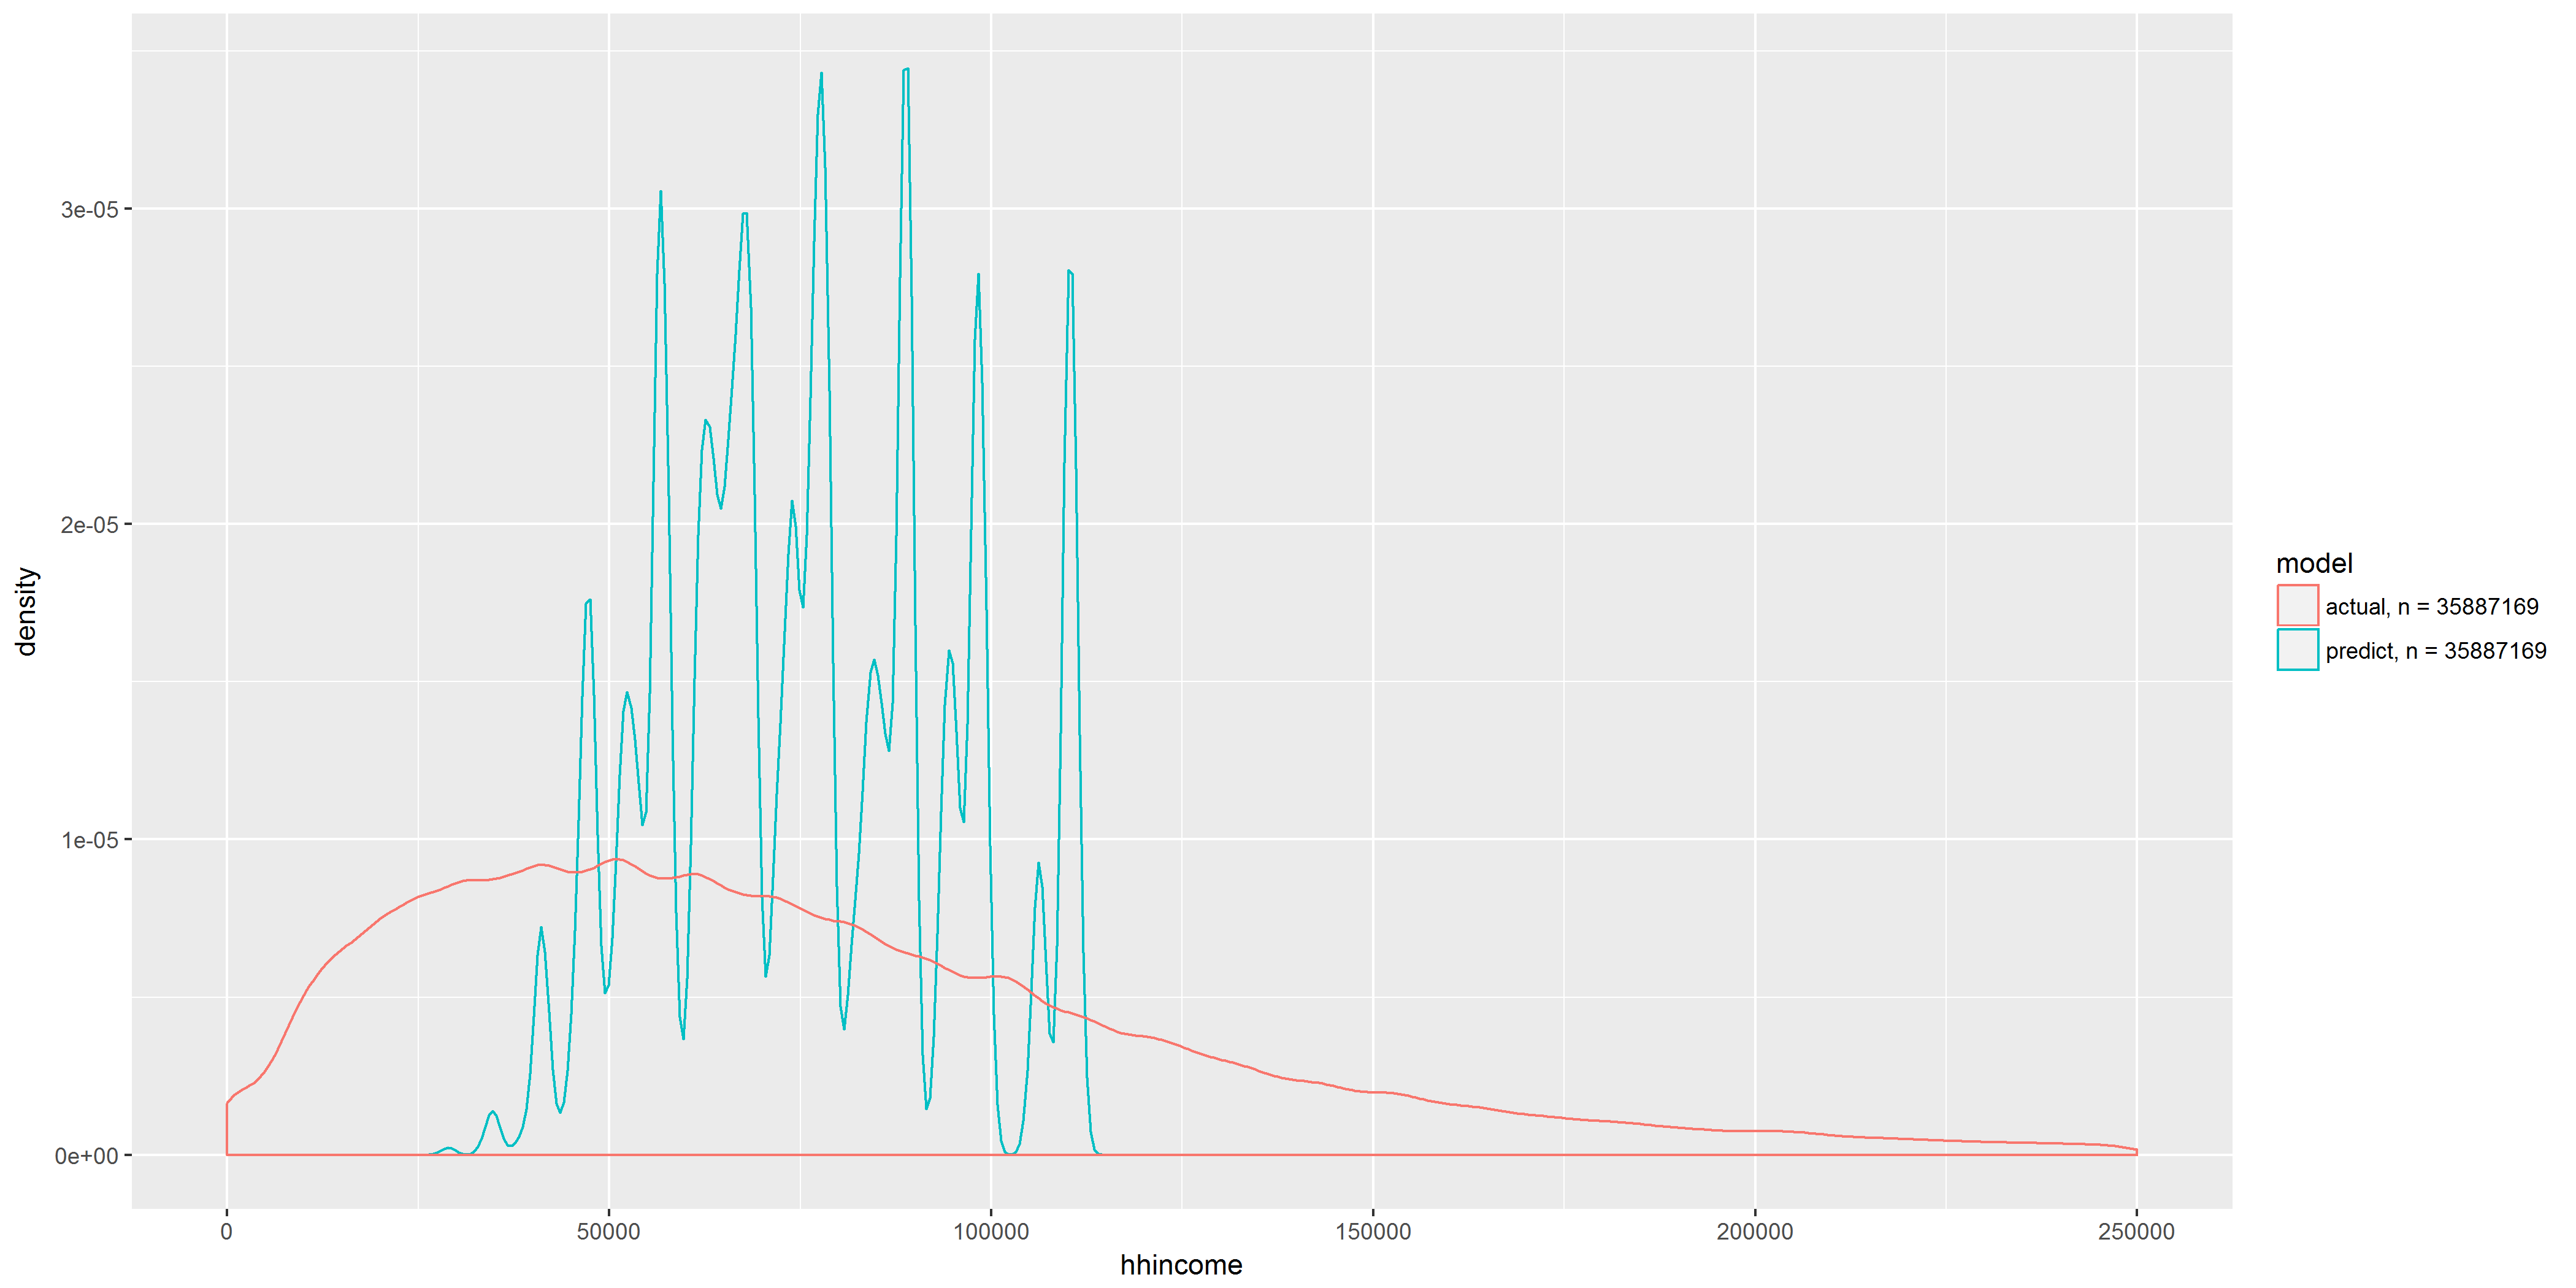 density
3e-05
2e-05
1e-05
0e+00
0
50000
100000
150000
200000
250000
hhincome
model
actual, n = 35887169
predict, n = 35887169